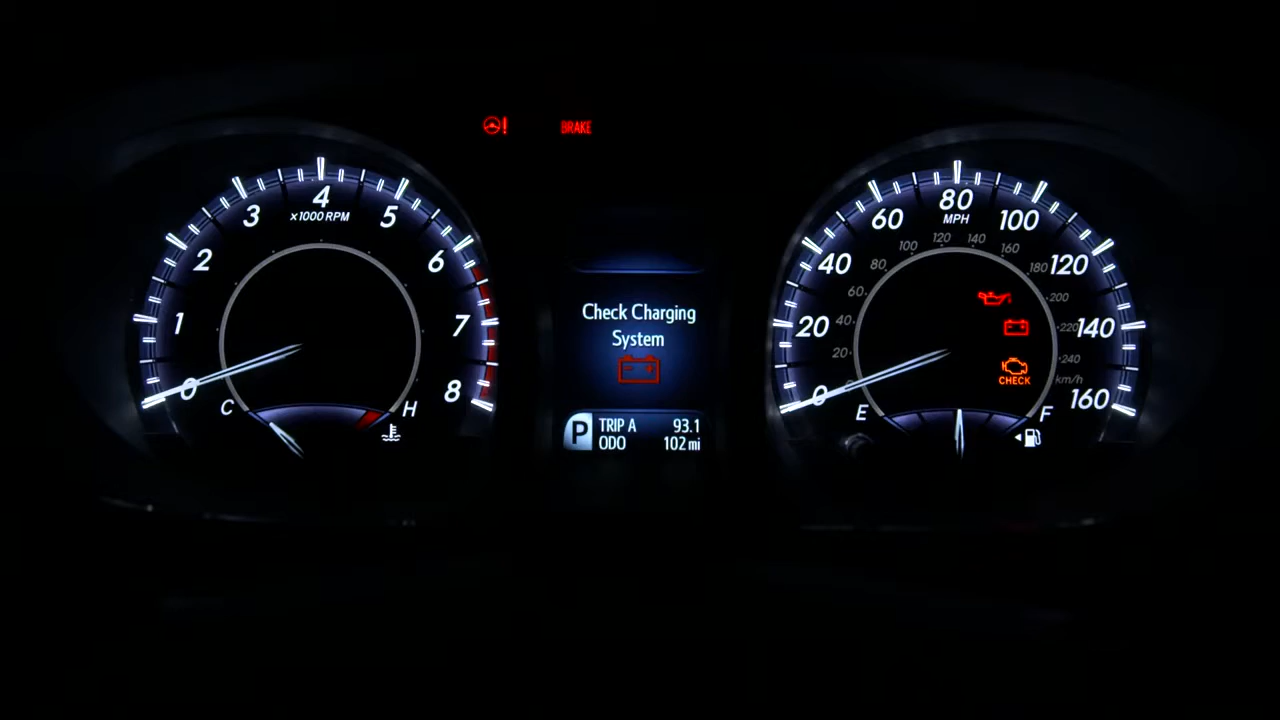 BRAKE
0
1
2
3
4
×1000 RPM
5
6
7
8
C
H
Check Charging
System
P
TRIP A 93.1
ODO 102 mi
0
20
40
60
80
MPH
100
120
140
160
20
40
60
80
100
120
140
160
180
200
220
240
km/h
CHECK
E
F